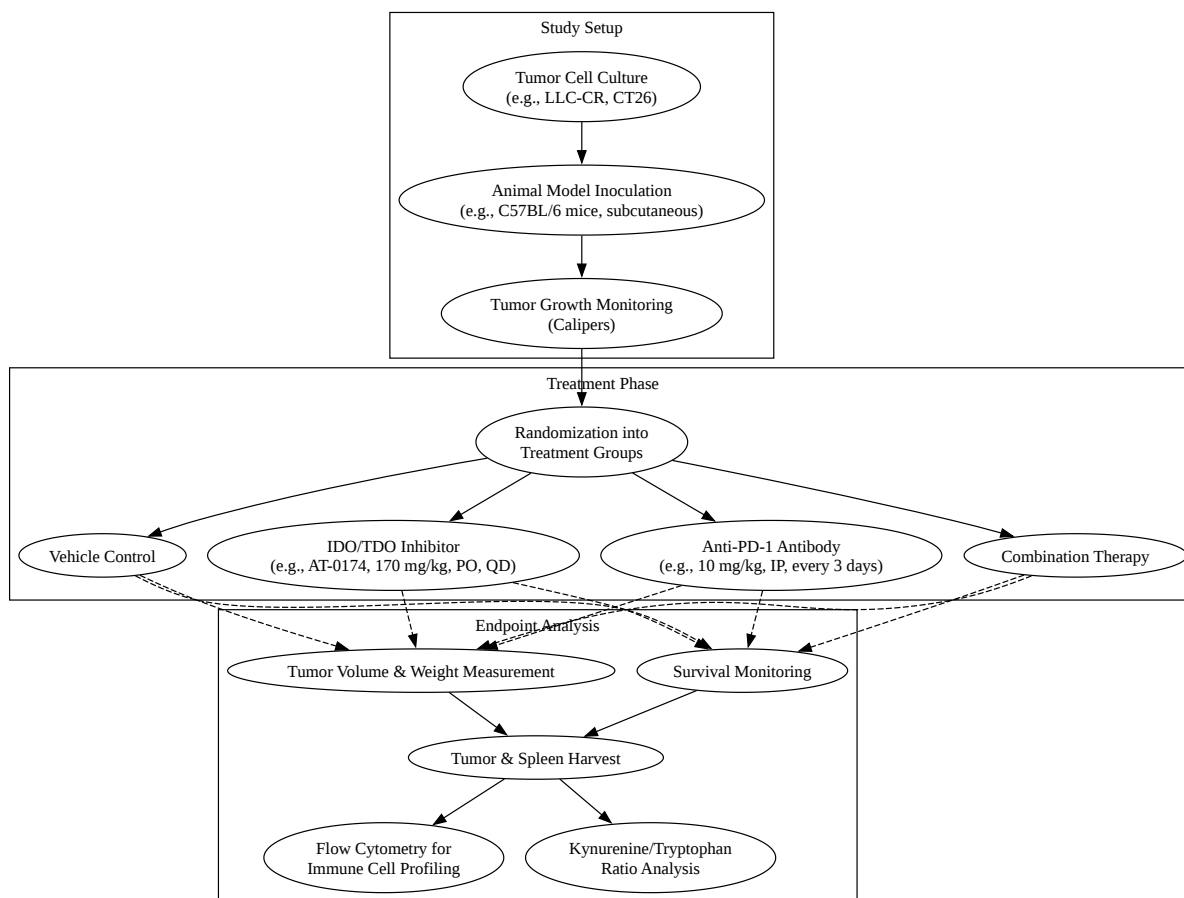 Study Setup
Tumor Cell Culture
(e.g., LLC-CR, CT26)
Animal Model Inoculation
(e.g., C57BL/6 mice, subcutaneous)
Tumor Growth Monitoring
(Calipers)
Treatment Phase
Randomization into
Treatment Groups
Vehicle Control
IDO/TDO Inhibitor
(e.g., AT-0174, 170 mg/kg, PO, QD)
Anti-PD-1 Antibody
(e.g., 10 mg/kg, IP, every 3 days)
Combination Therapy
Endpoint Analysis
Tumor Volume & Weight Measurement
Survival Monitoring
Tumor & Spleen Harvest
Flow Cytometry for
Immune Cell Profiling
Kynurenine/Tryptophan
Ratio Analysis